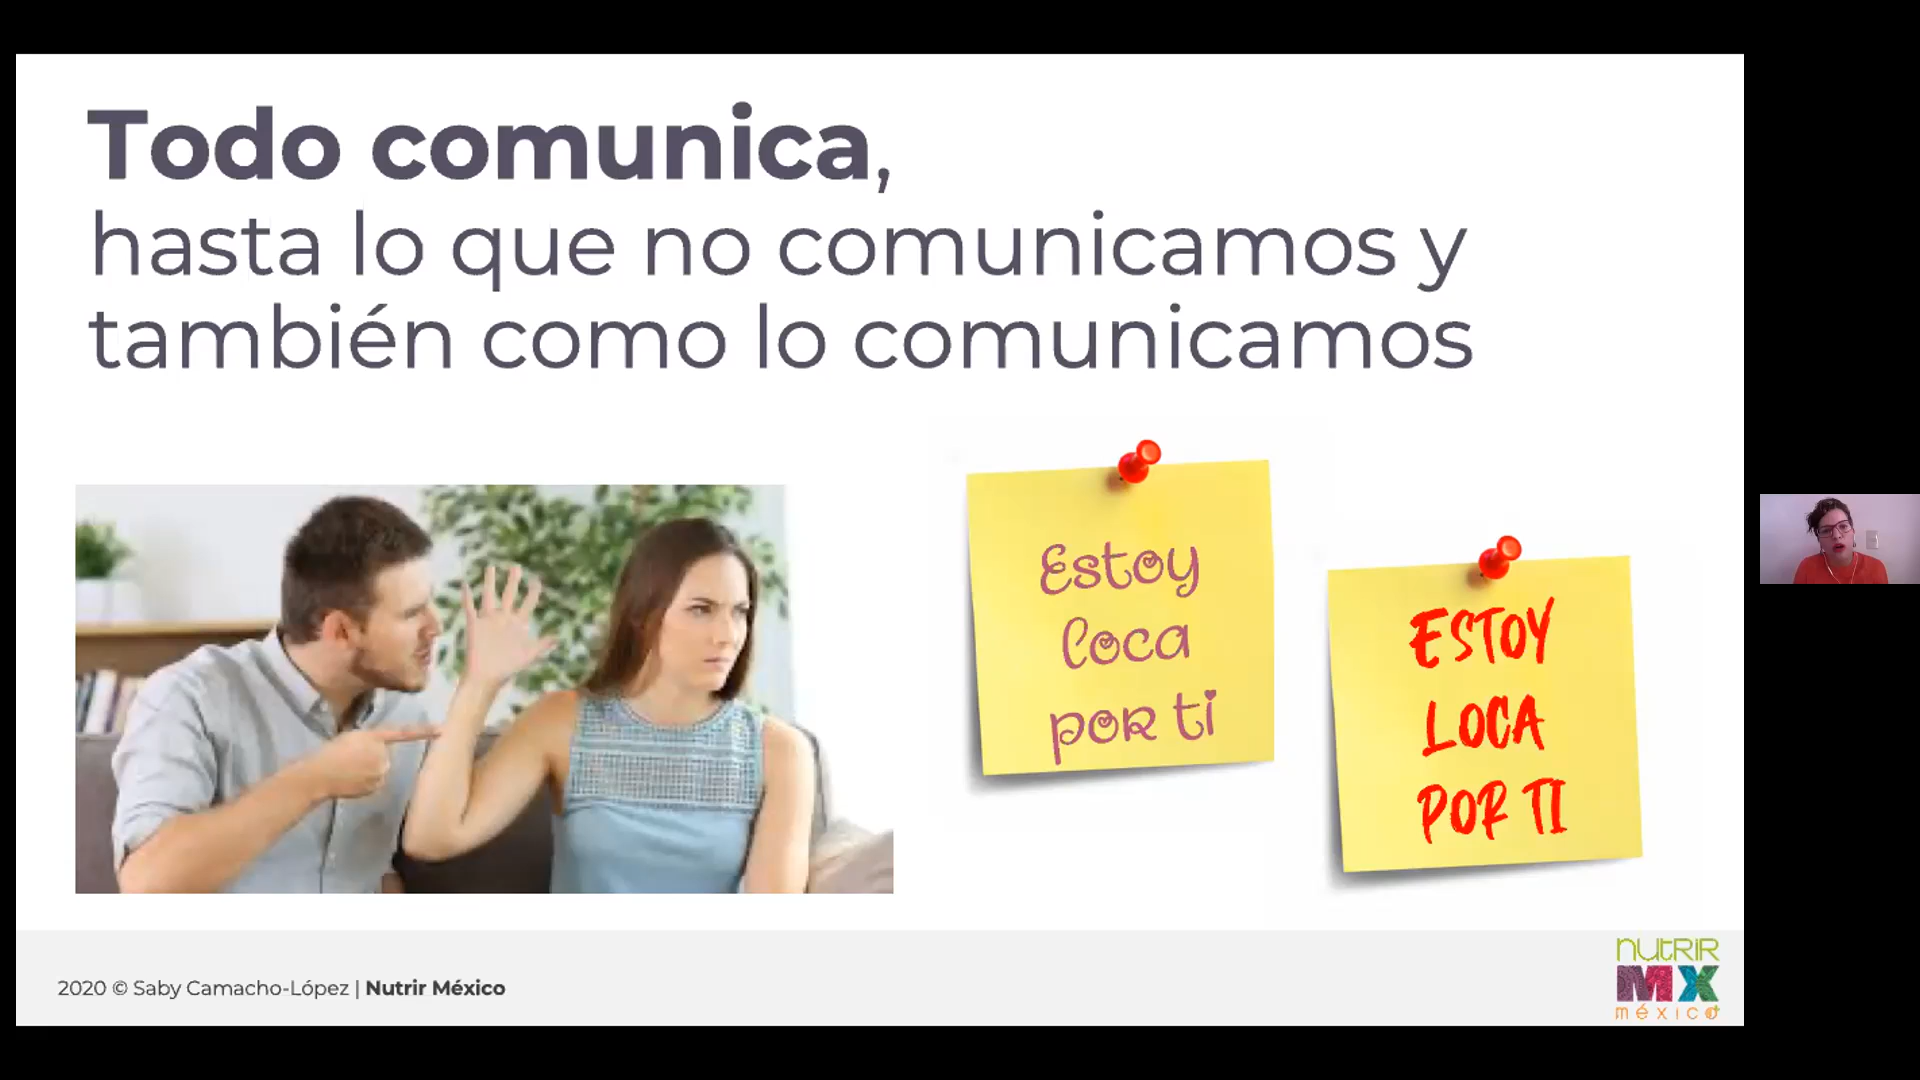 Todo comunica,
hasta lo que no comunicamos y
también como lo comunicamos
Estoy
loca
por ti
ESTOY
LOCA
POR TI
2020 © Saby Camacho-López | Nutrir México
nutrir
MX
méxico